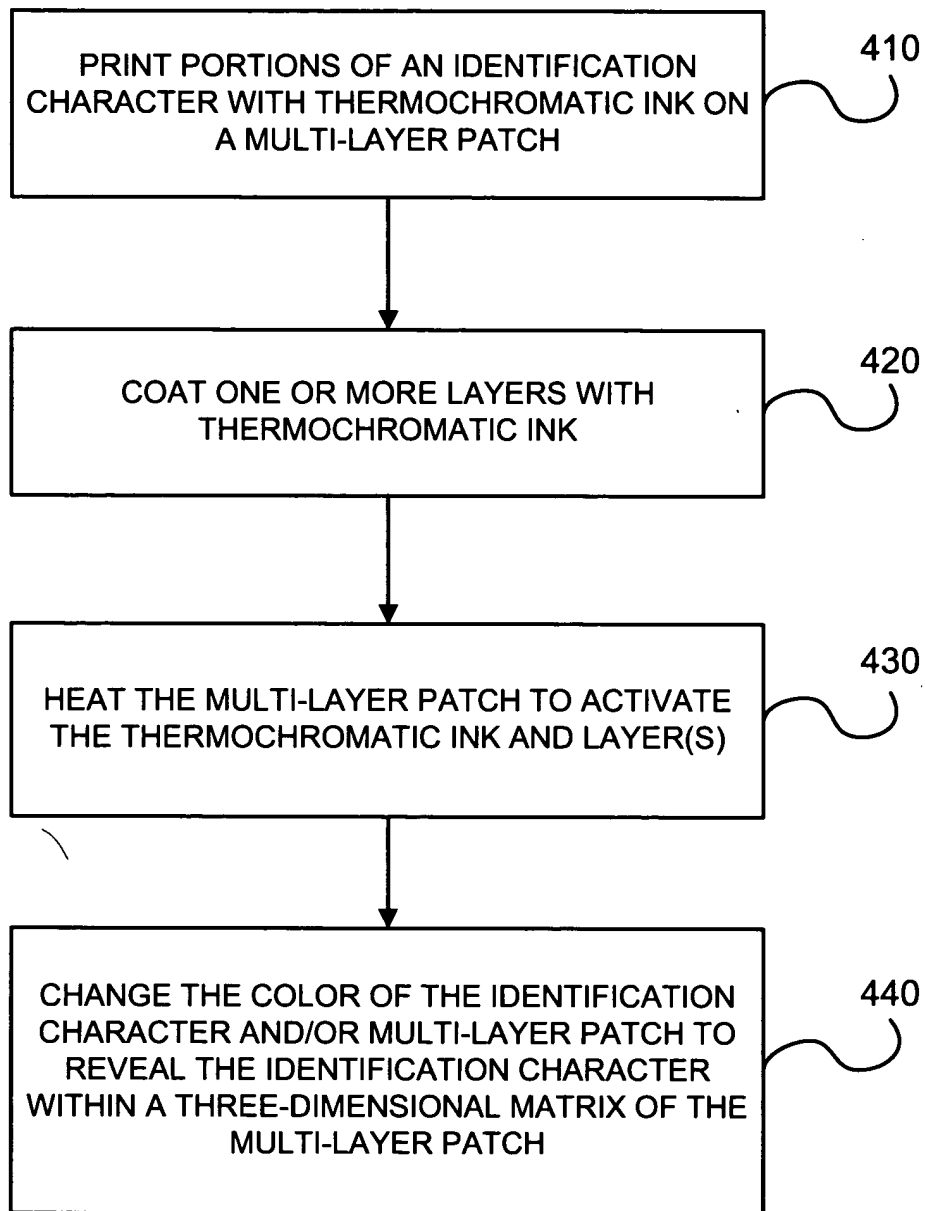 PRINT PORTIONS OF AN IDENTIFICATION
CHARACTER WITH THERMOCHROMATIC INK ON
A MULTI-LAYER PATCH
410
COAT ONE OR MORE LAYERS WITH
THERMOCHROMATIC INK
420
HEAT THE MULTI-LAYER PATCH TO ACTIVATE
THE THERMOCHROMATIC INK AND LAYER(S)
430
CHANGE THE COLOR OF THE IDENTIFICATION
CHARACTER AND/OR MULTI-LAYER PATCH TO
REVEAL THE IDENTIFICATION CHARACTER
WITHIN A THREE-DIMENSIONAL MATRIX OF THE
MULTI-LAYER PATCH
440